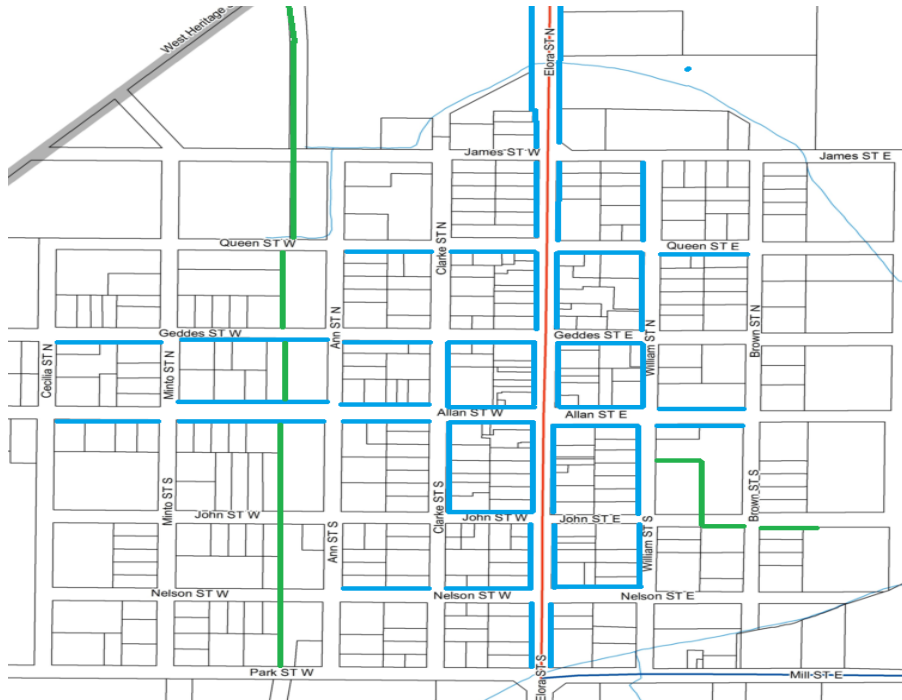 West Heritage
Elora ST N
James ST W
James ST E
Queen ST W
Clarke ST N
Queen ST E
Geddes ST W
Ann ST N
Geddes ST E
William ST N
Brown ST N
Cecilia ST N
Minto ST N
Allan ST W
Allan ST E
Minto ST S
John ST W
Ann ST S
Clarke ST S
John ST W
John ST E
William ST S
Brown ST S
Nelson ST W
Nelson ST W
Nelson ST E
Park ST W
Elora ST S
Mill ST E